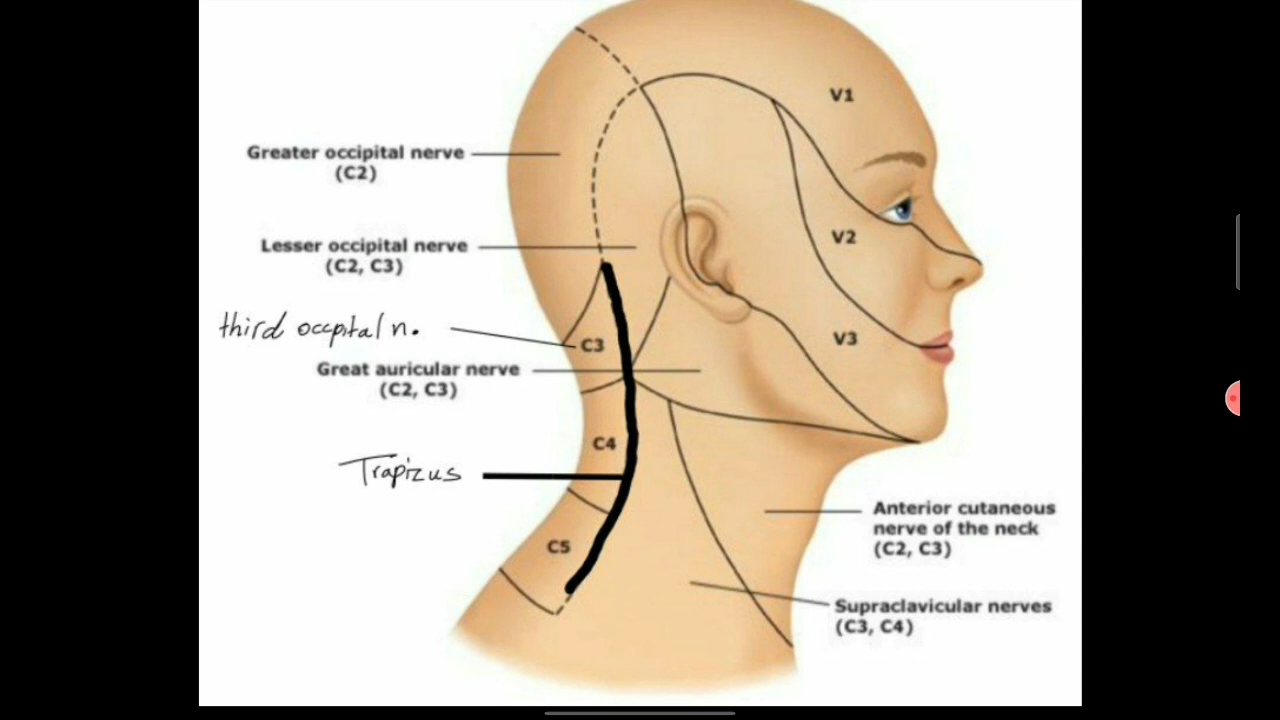 V1
Greater occipital nerve
(C2)
V2
Lesser occipital nerve
(C2, C3)
third occpital n.
C3
V3
Great auricular nerve
(C2, C3)
C4
Trapizus
Anterior cutaneous
nerve of the neck
(C2, C3)
C5
Supraclavicular nerves
(C3, C4)